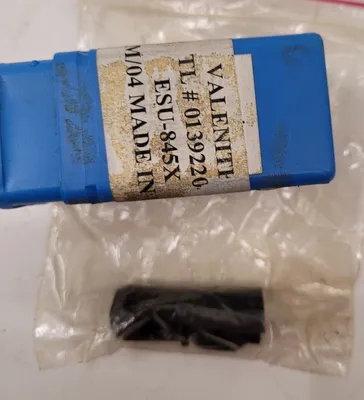 VALENITE
TL # 0139220
ESU-845X
M/04 MADE IN